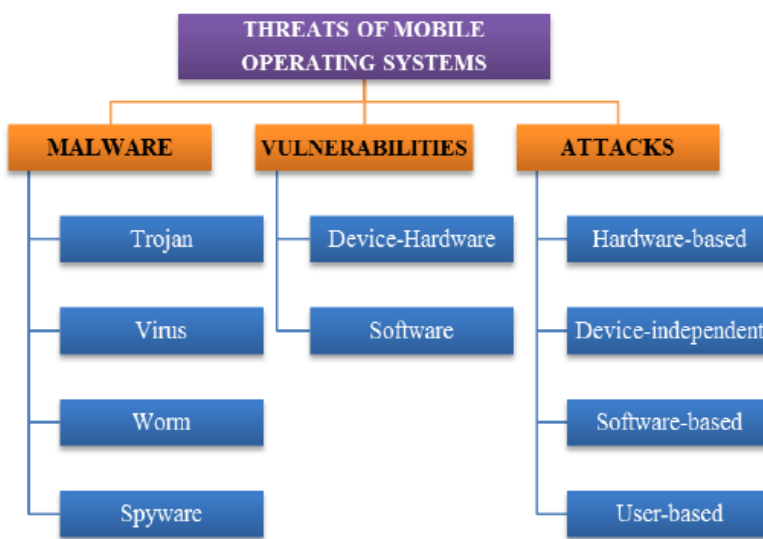 THREATS OF MOBILE
OPERATING SYSTEMS
MALWARE
Trojan
Virus
Worm
Spyware
VULNERABILITIES
Device-Hardware
Software
ATTACKS
Hardware-based
Device-independent
Software-based
User-based